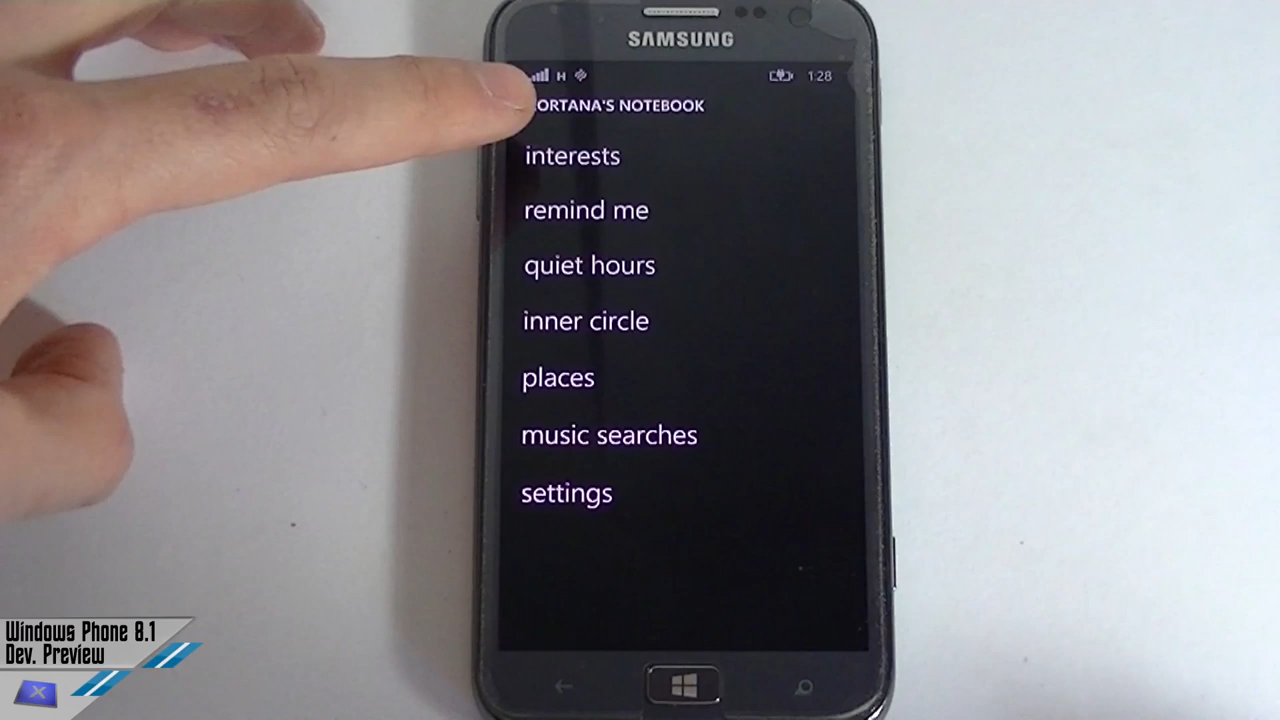 SAMSUNG
H 1:28
ORTANA'S NOTEBOOK
interests
remind me
quiet hours
inner circle
places
music searches
settings
Windows Phone 8.1
Dev. Preview